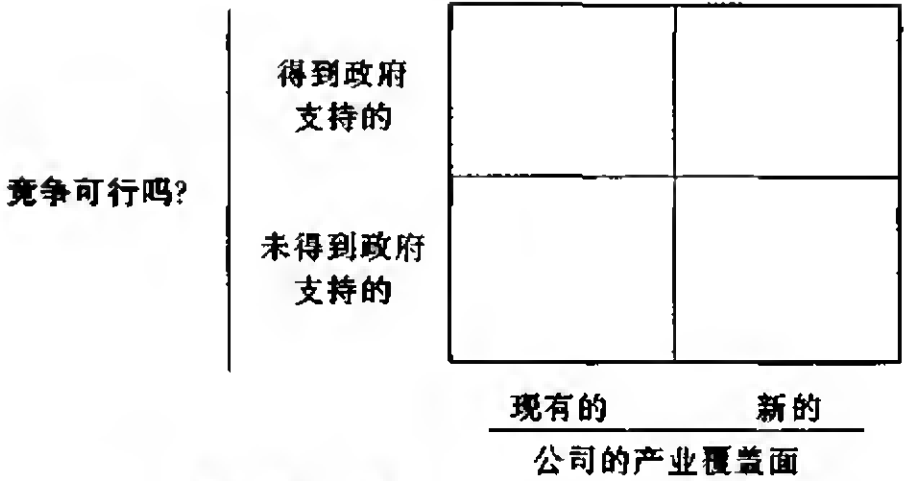 得到政府
支持的
竞争可行吗?
未得到政府
支持的
现有的 新的
公司的产业覆盖面